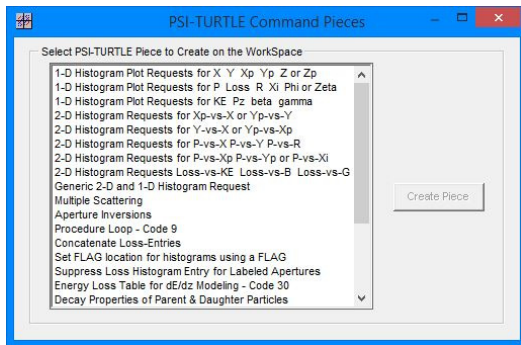 PSI-TURTLE Command Pieces
Select PSI-TURTLE Piece to Create on the WorkSpace
1-D Histogram Plot Requests for X Y Xp Yp Z or Zp
1-D Histogram Plot Requests for P Loss R Xi Phi or Zeta
1-D Histogram Plot Requests for KE Pz beta gamma
2-D Histogram Requests for Xp-vs-X or Yp-vs-Y
2-D Histogram Requests for Y-vs-X or Yp-vs-Xp
2-D Histogram Requests for P-vs-X P-vs-Y P-vs-R
2-D Histogram Requests for P-vs-Xp P-vs-Yp or P-vs-Xi
2-D Histogram Requests Loss-vs-KE Loss-vs-B Loss-vs-G
Generic 2-D and 1-D Histogram Request
Multiple Scattering
Aperture Inversions
Procedure Loop - Code 9
Concatenate Loss-Entries
Set FLAG location for histograms using a FLAG
Suppress Loss Histogram Entry for Labeled Apertures
Energy Loss Table for dE/dz Modeling - Code 30
Decay Properties of Parent & Daughter Particles
Create Piece